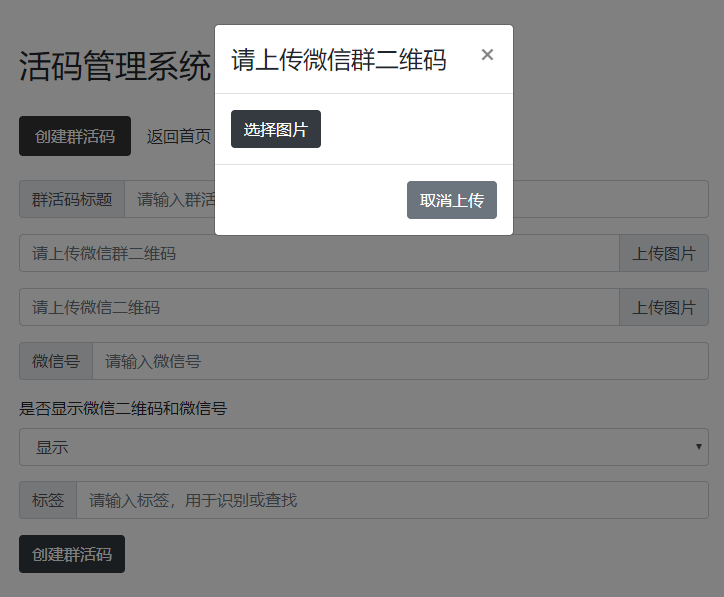 请上传微信群二维码
×
选择图片
取消上传
活码管理系统
创建群活码 返回首页
群活码标题 请输入群活
请上传微信群二维码 上传图片
请上传微信二维码 上传图片
微信号 请输入微信号
是否显示微信二维码和微信号
显示
标签 请输入标签，用于识别或查找
创建群活码